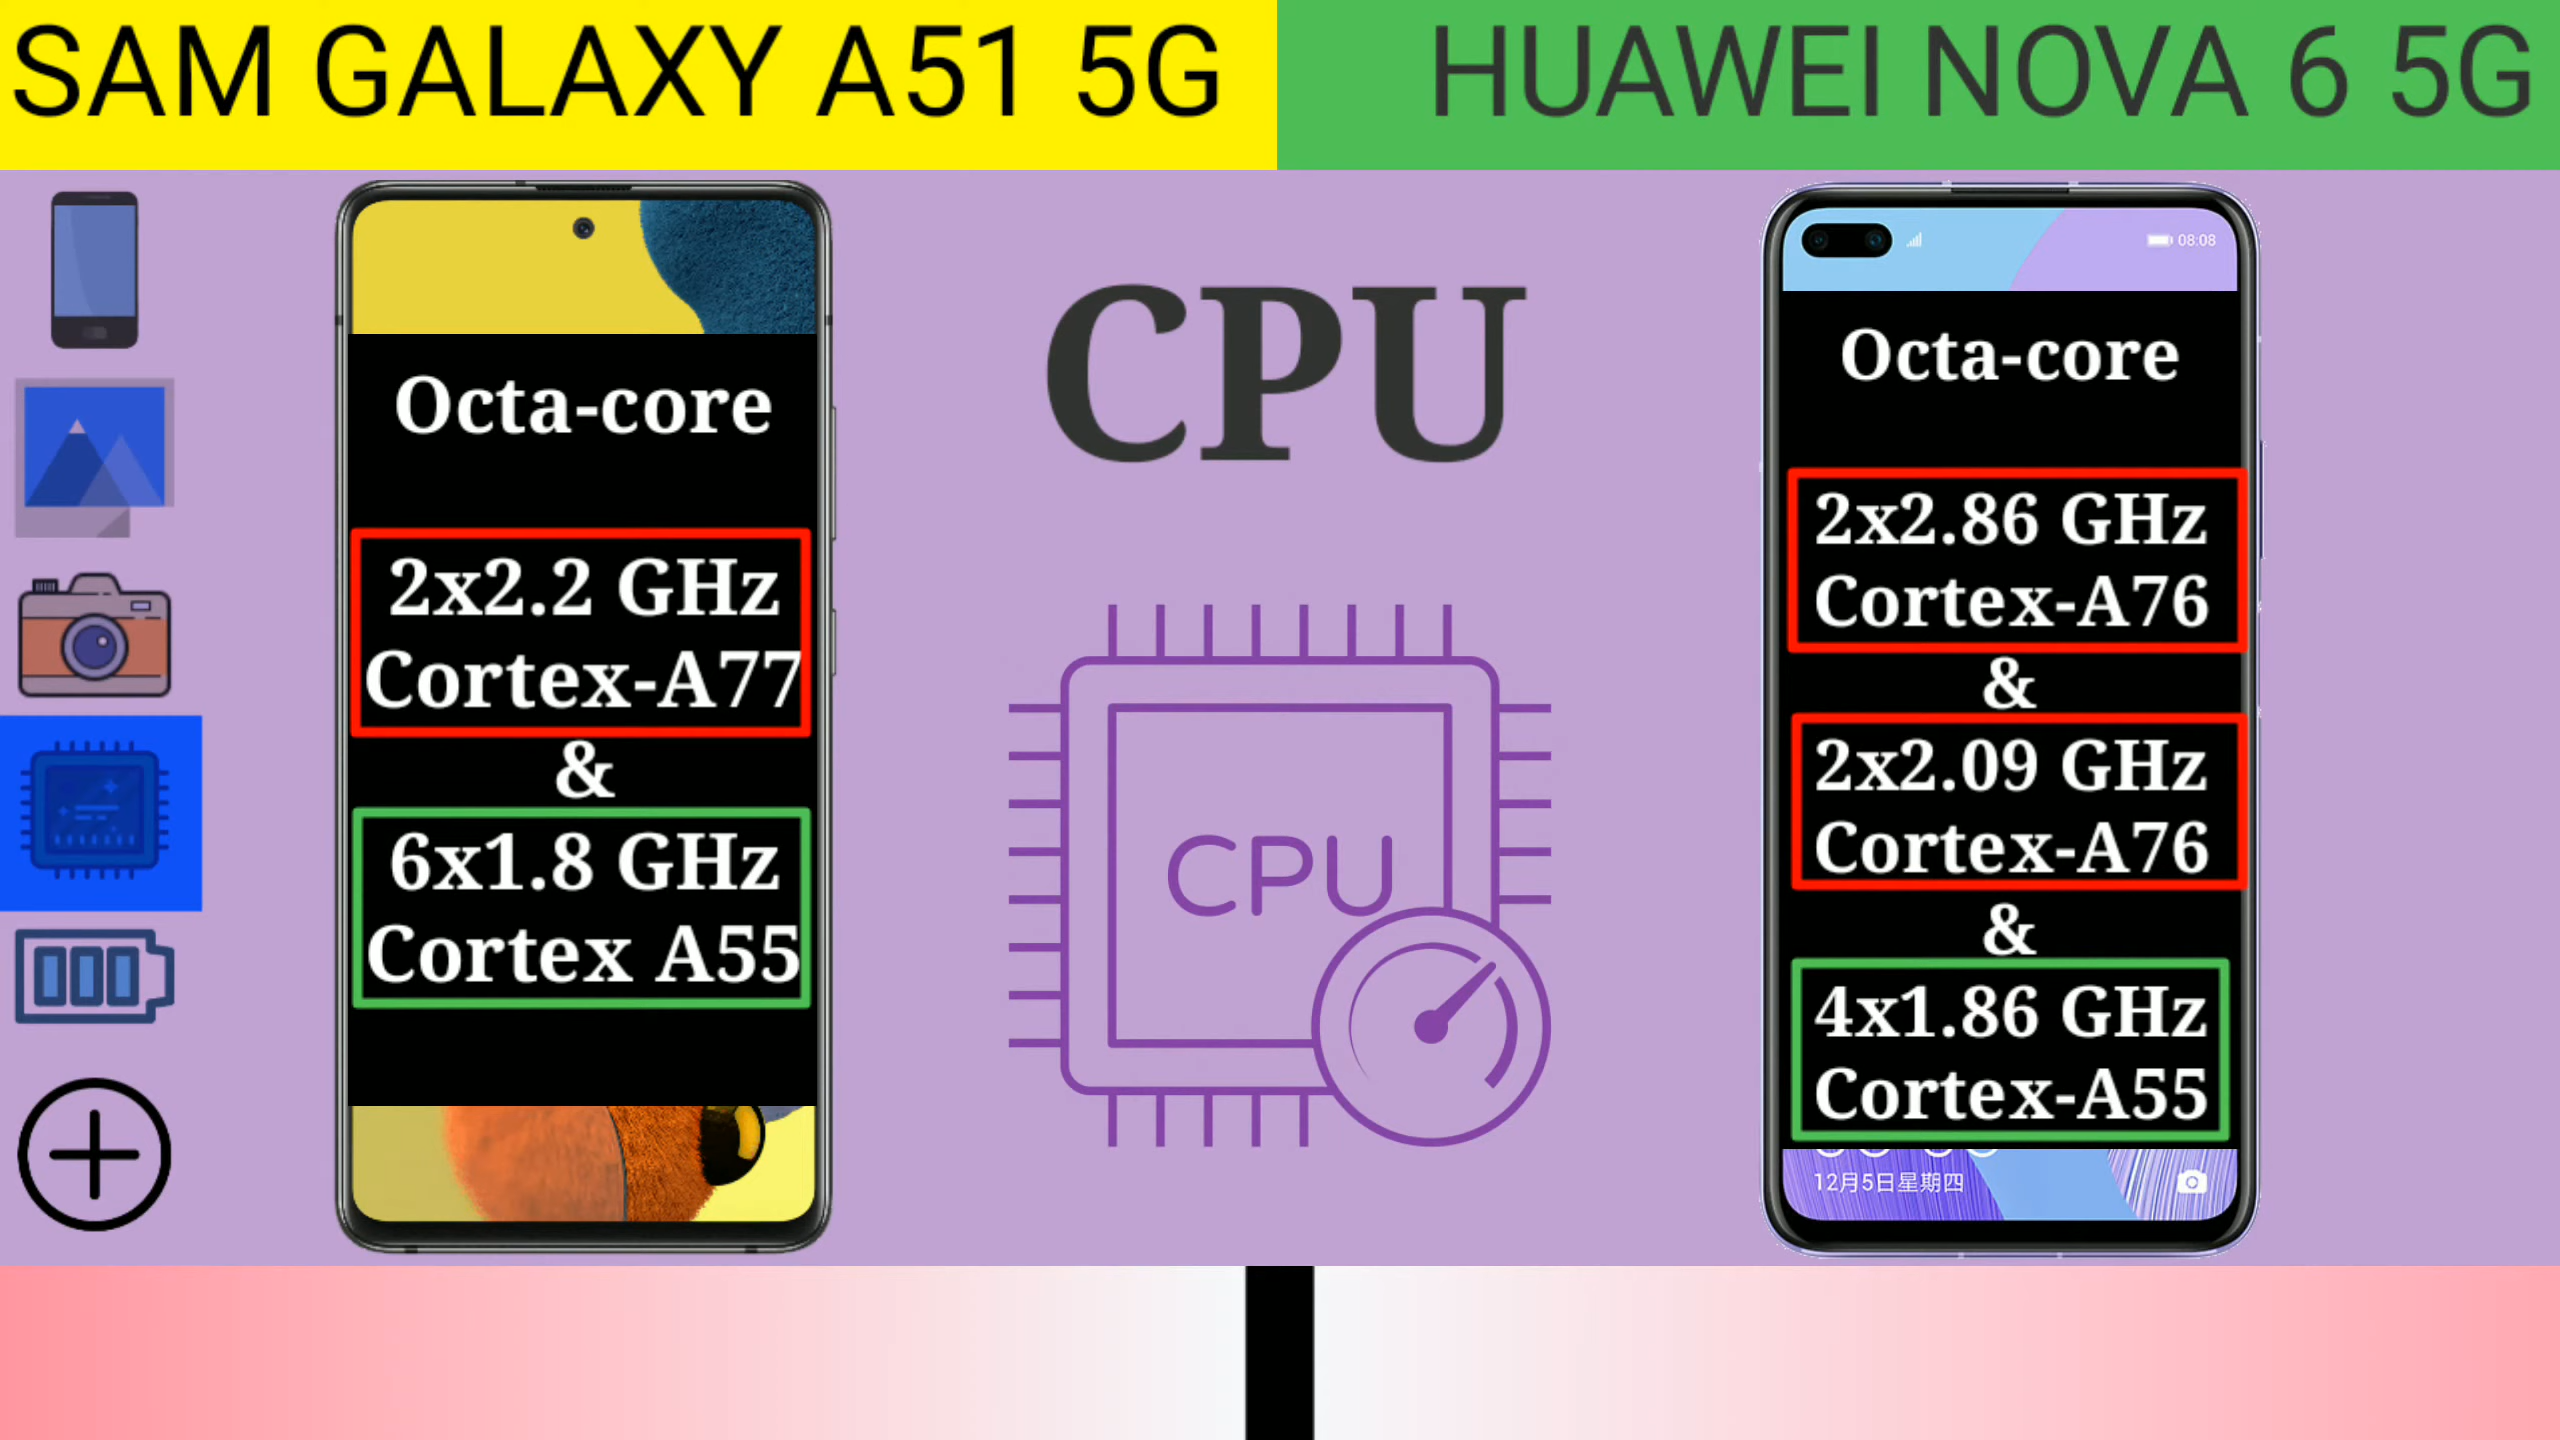 SAM GALAXY A51 5G
HUAWEI NOVA 6 5G
Octa-core
2x2.2 GHz
Cortex-A77
&
6x1.8 GHz
Cortex A55
CPU
CPU
08:08
Octa-core
2x2.86 GHz
Cortex-A76
&
2x2.09 GHz
Cortex-A76
&
4x1.86 GHz
Cortex-A55
12月5日星期四